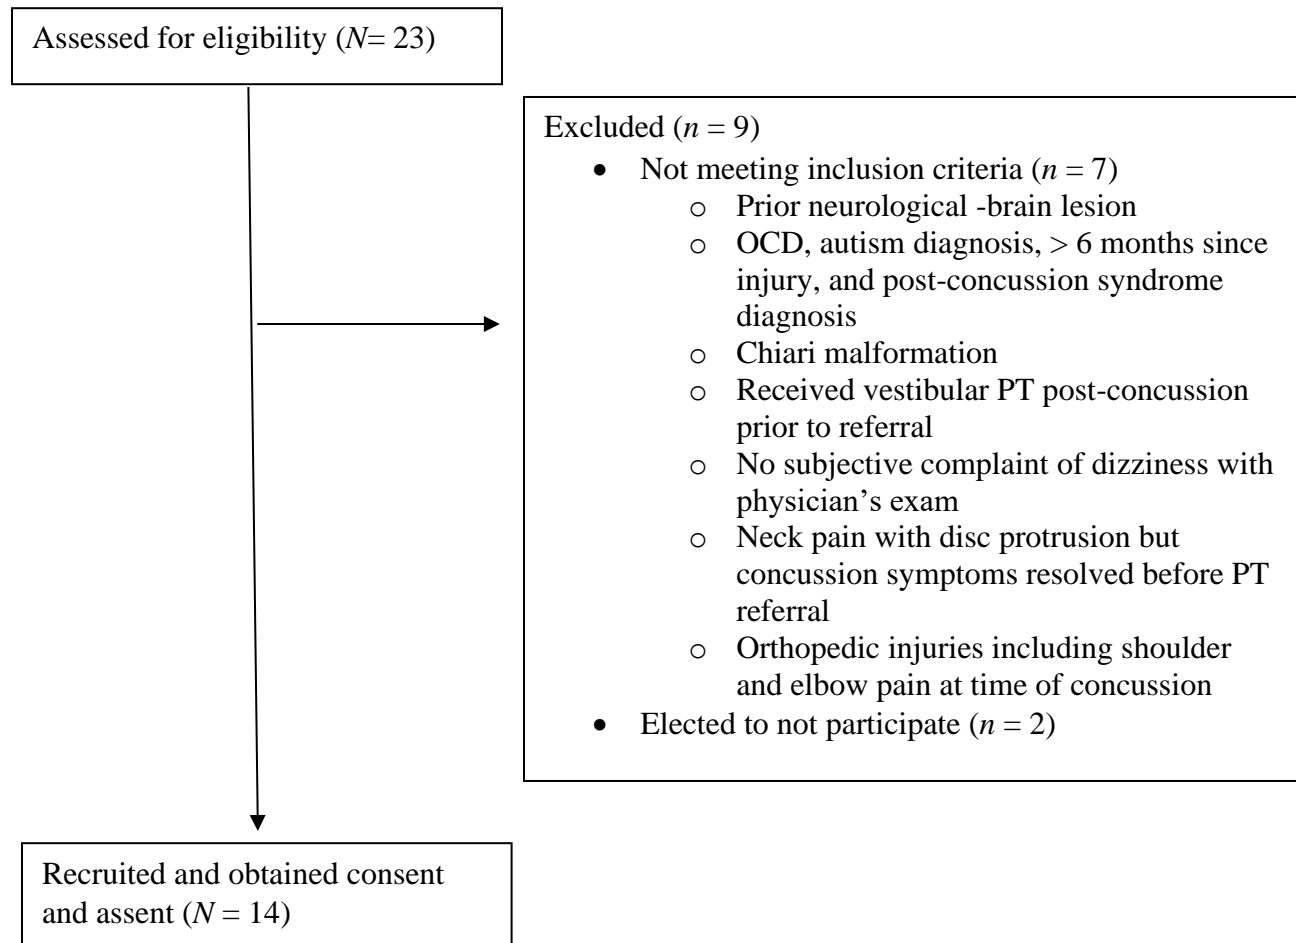 Assessed for eligibility (N= 23)
Excluded (n = 9)
• Not meeting inclusion criteria (n = 7)
o Prior neurological -brain lesion
o OCD, autism diagnosis, > 6 months since
injury, and post-concussion syndrome
diagnosis
o Chiari malformation
o Received vestibular PT post-concussion
prior to referral
o No subjective complaint of dizziness with
physician’s exam
o Neck pain with disc protrusion but
concussion symptoms resolved before PT
referral
o Orthopedic injuries including shoulder
and elbow pain at time of concussion
• Elected to not participate (n = 2)
Recruited and obtained consent
and assent (N = 14)